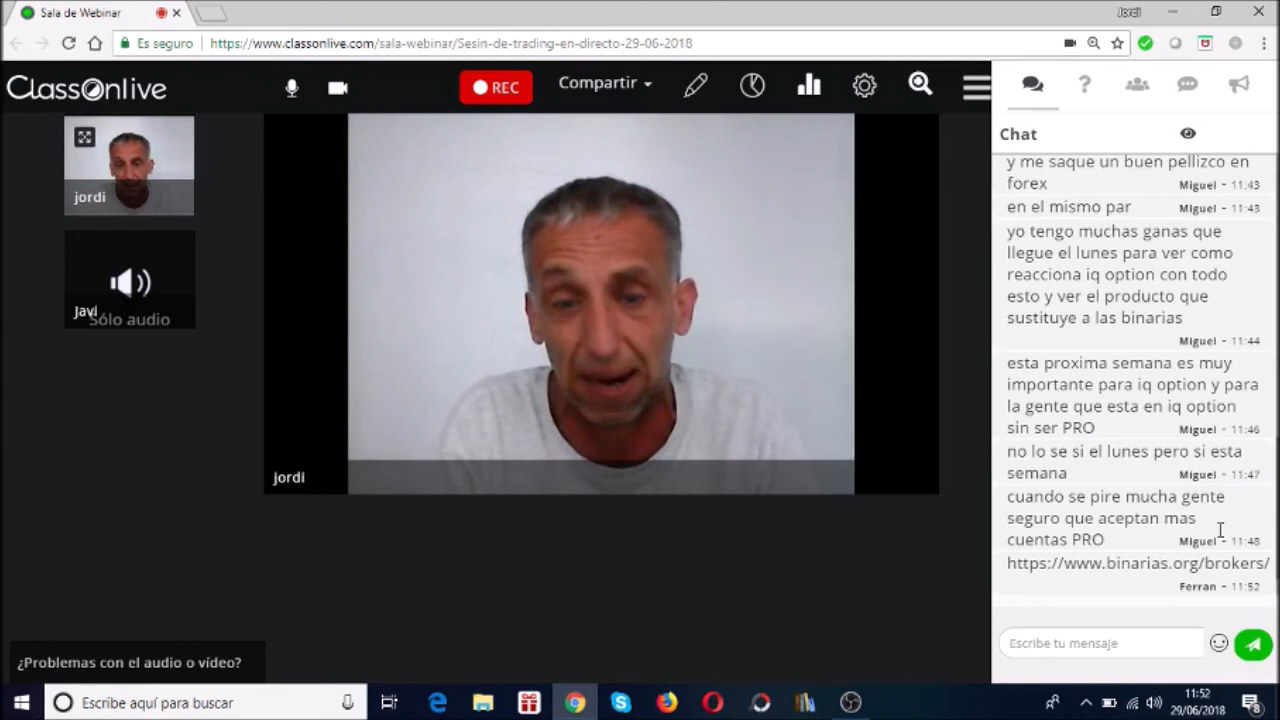 Sala de Webinar
Jordi
Es seguro
https://www.classonlive.com/sala-webinar/Sesin-de-trading-en-directo-29-06-2018
ClassOnlive
REC
Compartir
jordi
Javi
Sólo audio
jordi
¿Problemas con el audio o vídeo?
Chat
y me saque un buen pellizco en
forex
Miguel - 11:43
en el mismo par
Miguel - 11:43
yo tengo muchas ganas que
llegue el lunes para ver como
reacciona iq option con todo
esto y ver el producto que
sustituye a las binarias
Miguel - 11:44
esta proxima semana es muy
importante para iq option y para
la gente que esta en iq option
sin ser PRO
Miguel - 11:46
no lo se si el lunes pero si esta
semana
Miguel - 11:47
cuando se pire mucha gente
seguro que aceptan mas
cuentas PRO
Miguel - 11:48
https://www.binarias.org/brokers/
Ferran - 11:52
Escribe tu mensaje
Escribe aquí para buscar
11:52
29/06/2018
8